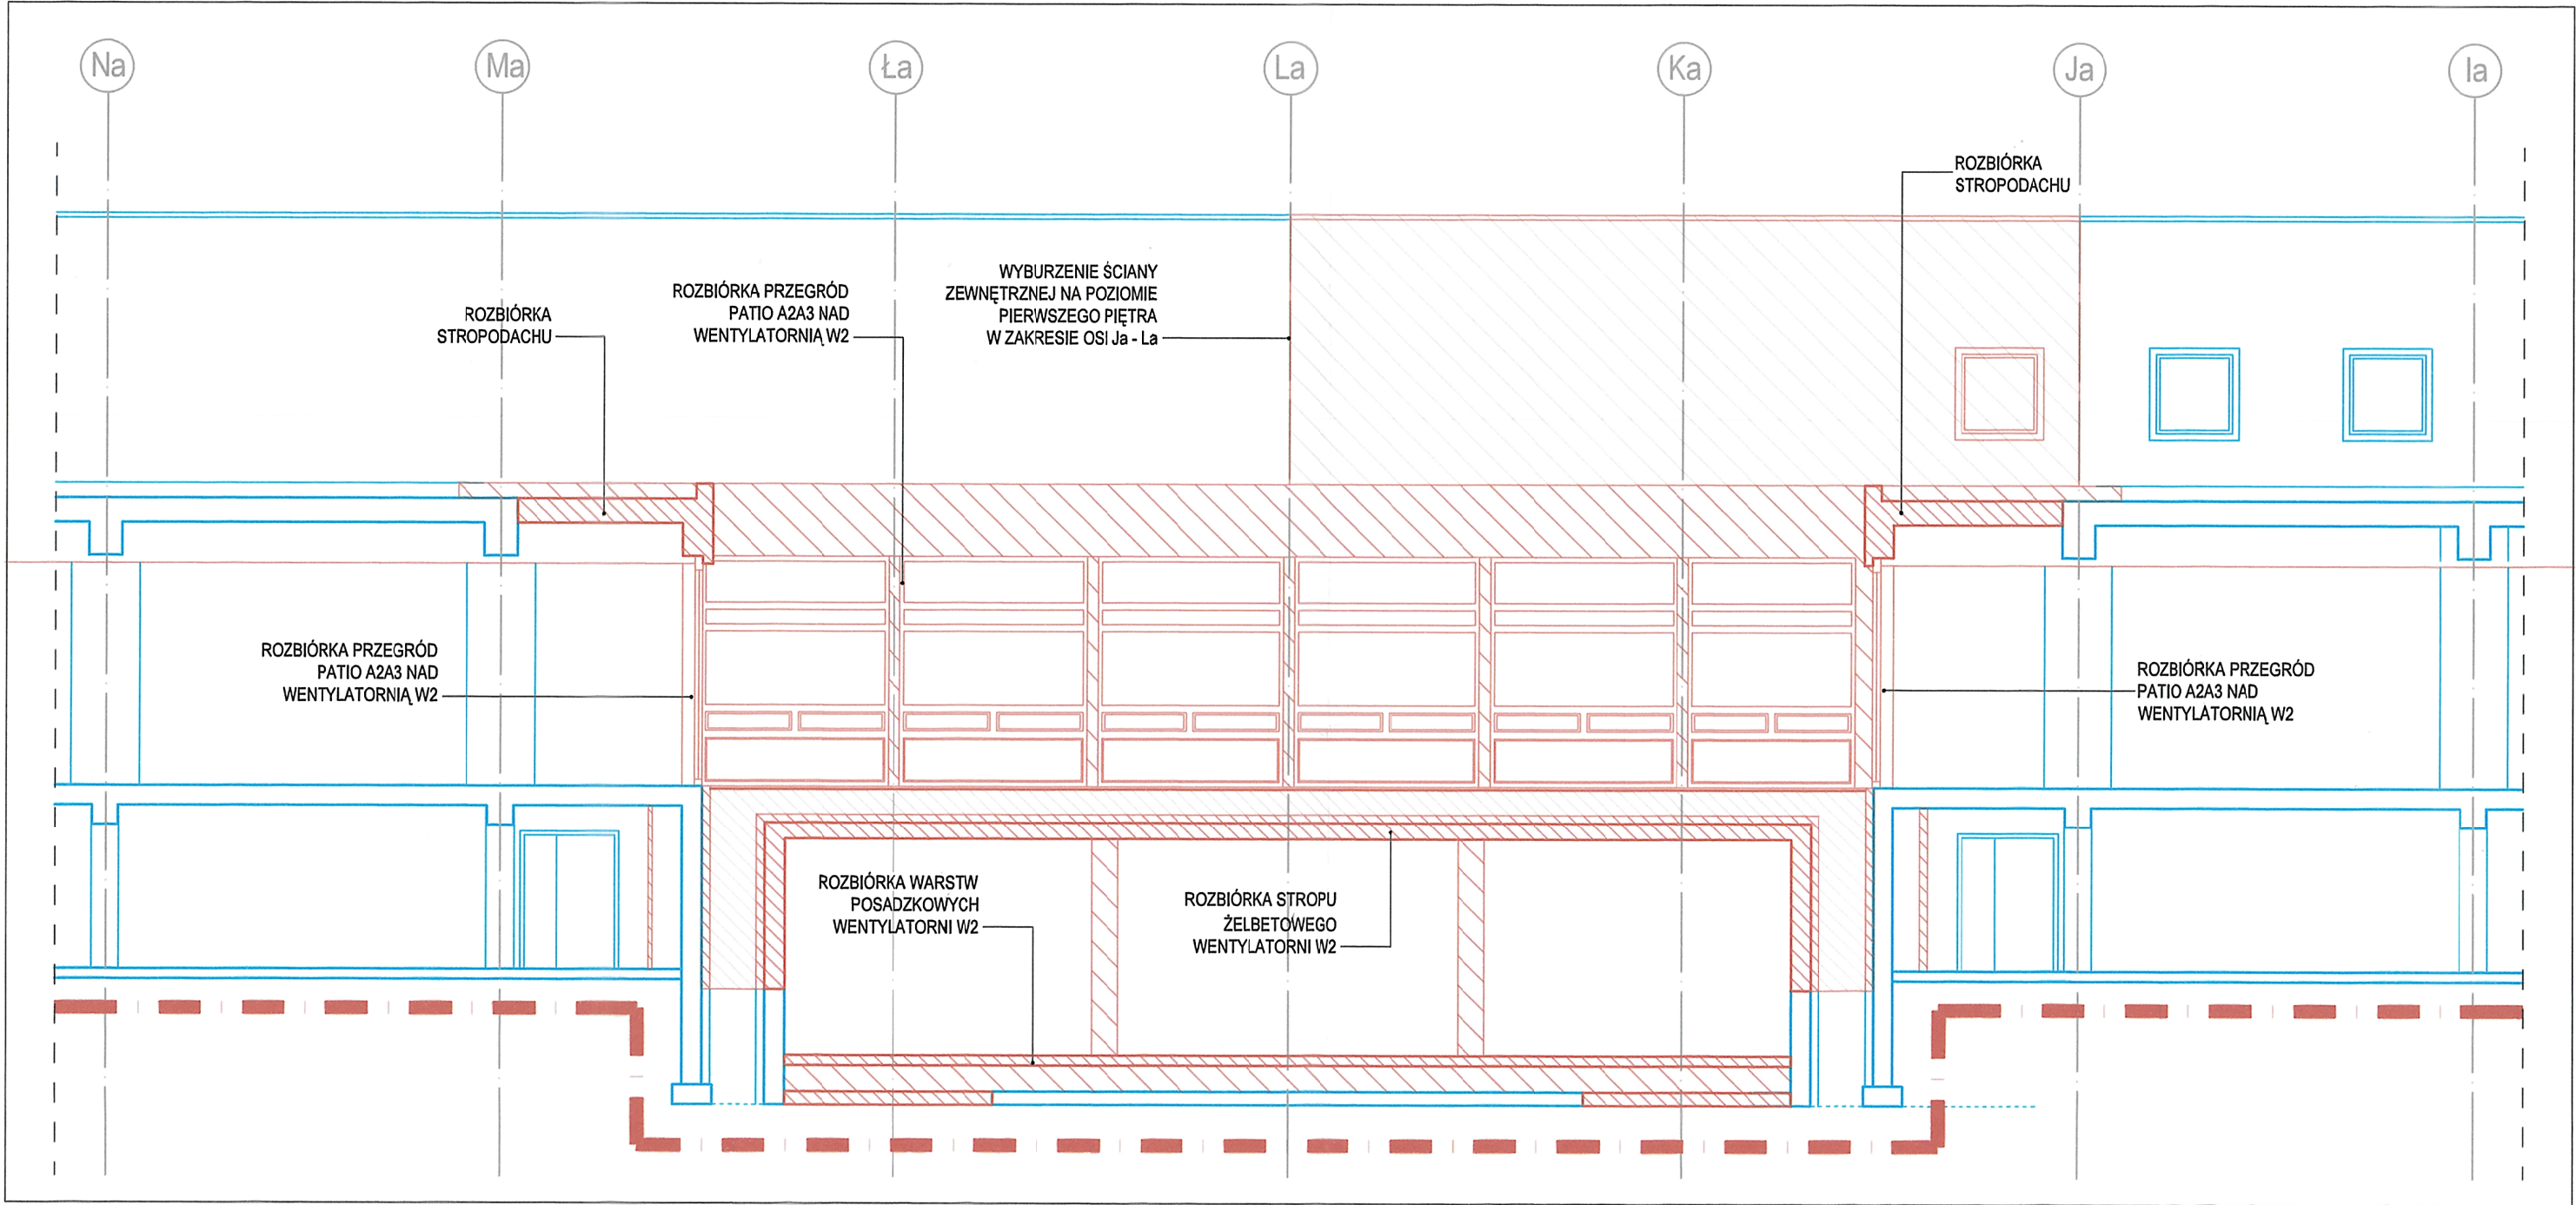 Na
Ma
Ła
La
Ka
Ja
Ia
ROZBIÓRKA
STROPODACHU
WYBURZENIE ŚCIANY
ZEWNĘTRZNEJ NA POZIOMIE
PIERWSZEGO PIĘTRA
W ZAKRESIE OSI Ja - La
ROZBIÓRKA PRZEGRÓD
PATIO A2A3 NAD
WENTYLATORNIĄ W2
ROZBIÓRKA
STROPODACHU
ROZBIÓRKA PRZEGRÓD
PATIO A2A3 NAD
WENTYLATORNIĄ W2
ROZBIÓRKA PRZEGRÓD
PATIO A2A3 NAD
WENTYLATORNIĄ W2
ROZBIÓRKA WARSTW
POSADZKOWYCH
WENTYLATORNI W2
ROZBIÓRKA STROPU
ŻELBETOWEGO
WENTYLATORNI W2